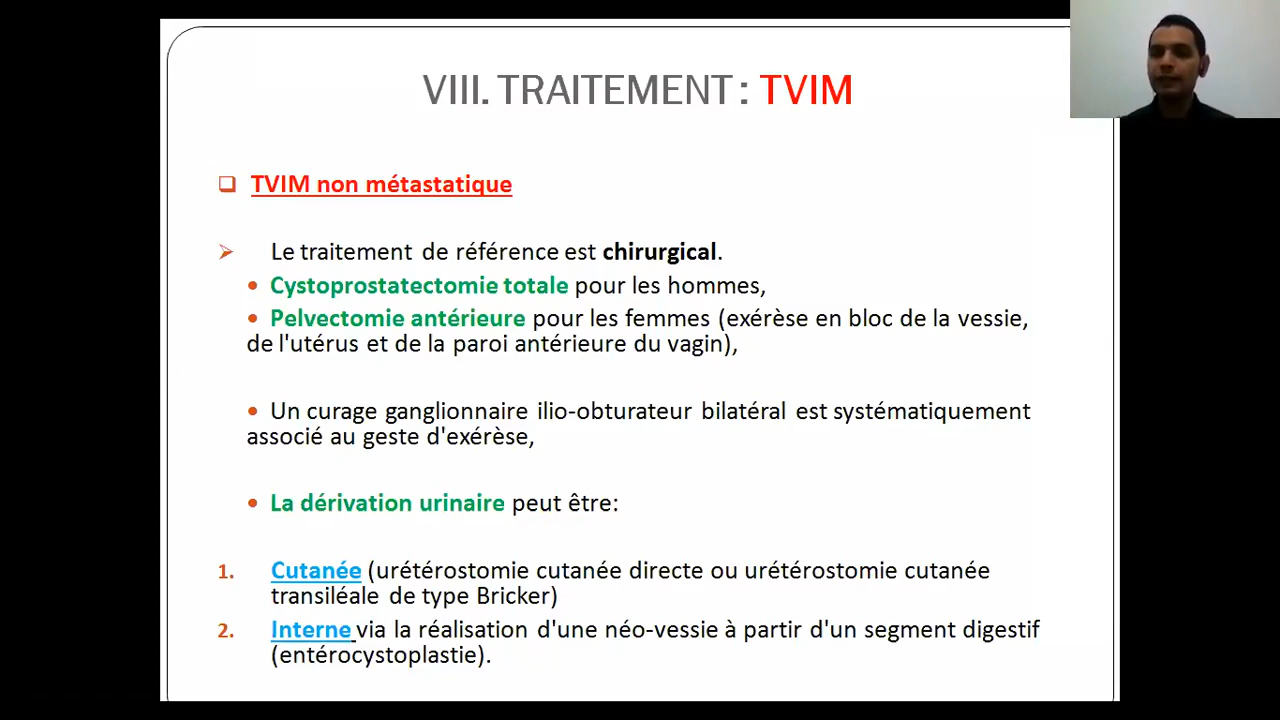 VIII. TRAITEMENT : TVIM
TVIM non métastatique
Le traitement de référence est chirurgical.
• Cystoprostatectomie totale pour les hommes,
• Pelvectomie antérieure pour les femmes (exérèse en bloc de la vessie,
de l'utérus et de la paroi antérieure du vagin),
• Un curage ganglionnaire ilio-obturateur bilatéral est systématiquement
associé au geste d'exérèse,
• La dérivation urinaire peut être:
1. Cutanée (urétérostomie cutanée directe ou urétérostomie cutanée
transiléale de type Bricker)
2. Interne via la réalisation d'une néo-vessie à partir d'un segment digestif
(entérocystoplastie).